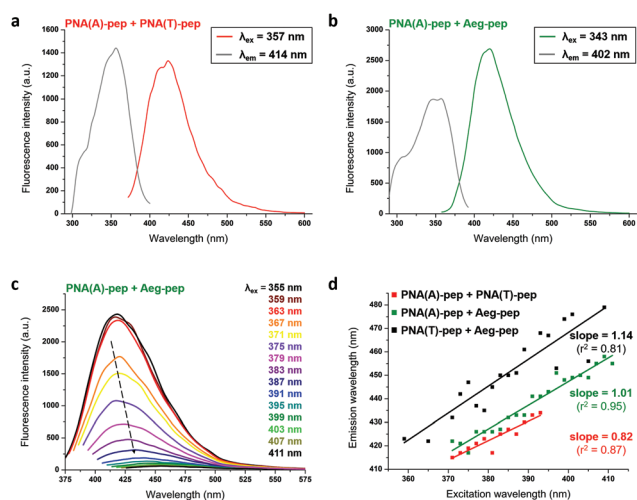 a
PNA(A)-pep + PNA(T)-pep
λex = 357 nm
λem = 414 nm
Fluorescence intensity (a.u.)
1600
1400
1200
1000
800
600
400
200
0
300 350 400 450 500 550 600
Wavelength (nm)
b
PNA(A)-pep + Aeg-pep
λex = 343 nm
λem = 402 nm
Fluorescence intensity (a.u.)
3000
2500
2000
1500
1000
500
0
300 350 400 450 500 550 600
Wavelength (nm)
c
PNA(A)-pep + Aeg-pep
λex = 355 nm
359 nm
363 nm
367 nm
371 nm
375 nm
379 nm
383 nm
387 nm
391 nm
395 nm
399 nm
403 nm
407 nm
411 nm
Fluorescence intensity (a.u.)
2500
2250
2000
1750
1500
1250
1000
750
500
250
0
375 400 425 450 475 500 525 550 575
Wavelength (nm)
d
PNA(A)-pep + PNA(T)-pep
PNA(A)-pep + Aeg-pep
PNA(T)-pep + Aeg-pep
slope = 1.14
(r² = 0.81)
slope = 1.01
(r² = 0.95)
slope = 0.82
(r² = 0.87)
Emission wavelength (nm)
480
470
460
450
440
430
420
410
360 370 380 390 400 410
Excitation wavelength (nm)